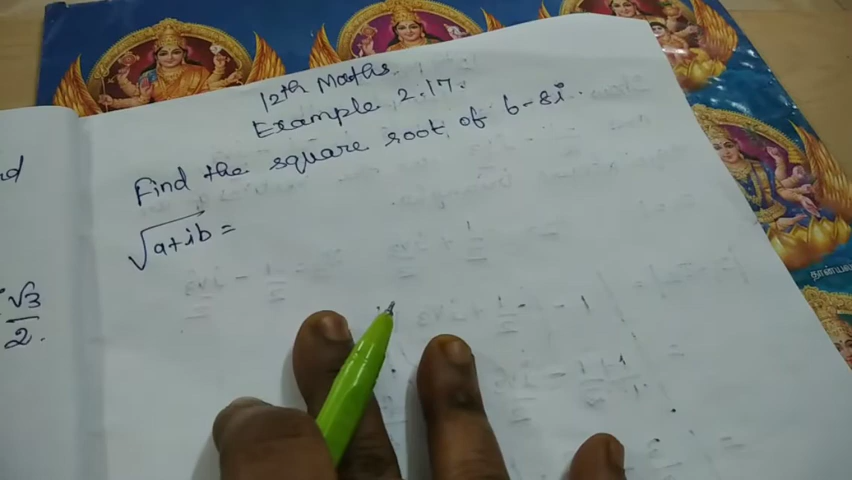 12th Maths.
Example 2.17.
Find the square root of 6-8i.
√a+ib =
√3
2.